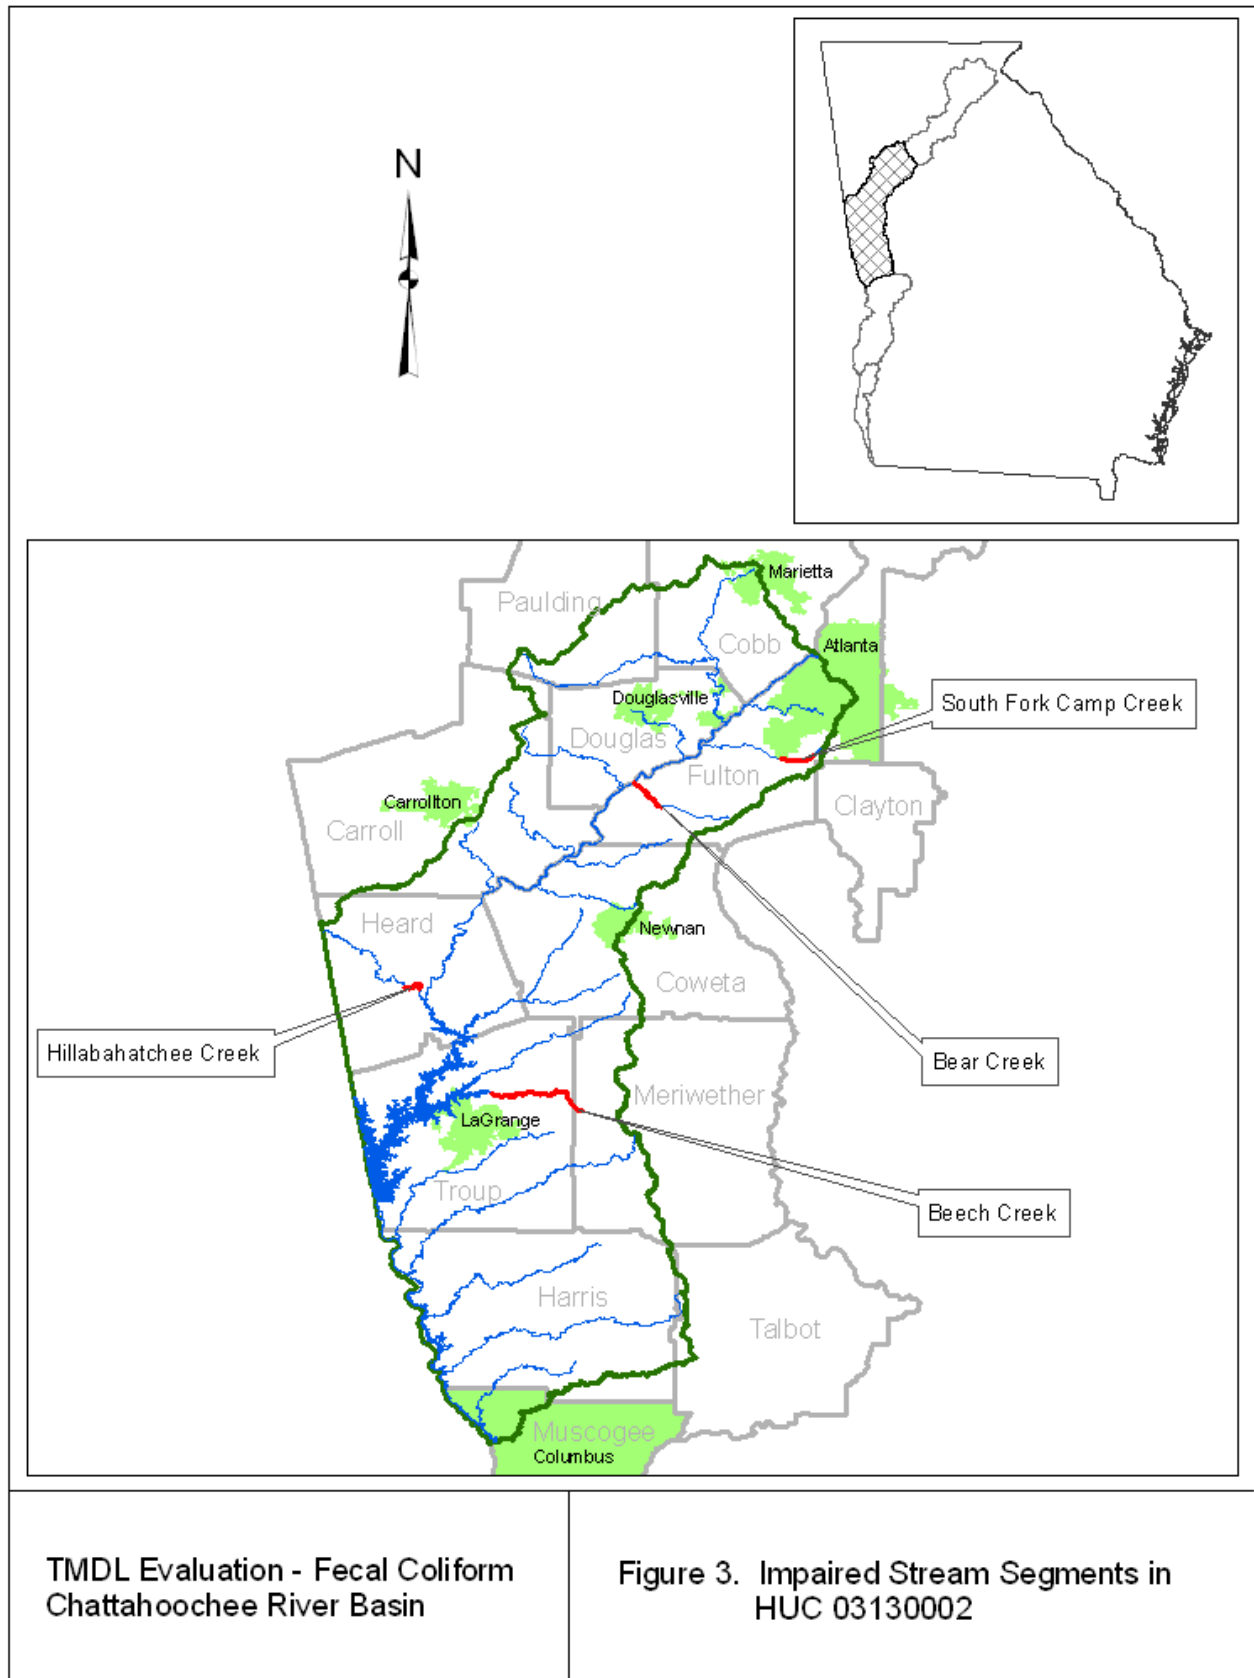 N
Marietta
Paulding
Cobb
Atlanta
Douglasville
South Fork Camp Creek
Douglas
Fulton
Carrollton
Clayton
Carroll
Heard
Newnan
Coweta
Hillabahatchee Creek
Bear Creek
Meriwether
LaGrange
Troup
Beech Creek
Harris
Talbot
Muscogee
Columbus
TMDL Evaluation - Fecal Coliform
Chattahoochee River Basin
Figure 3. Impaired Stream Segments in
HUC 03130002